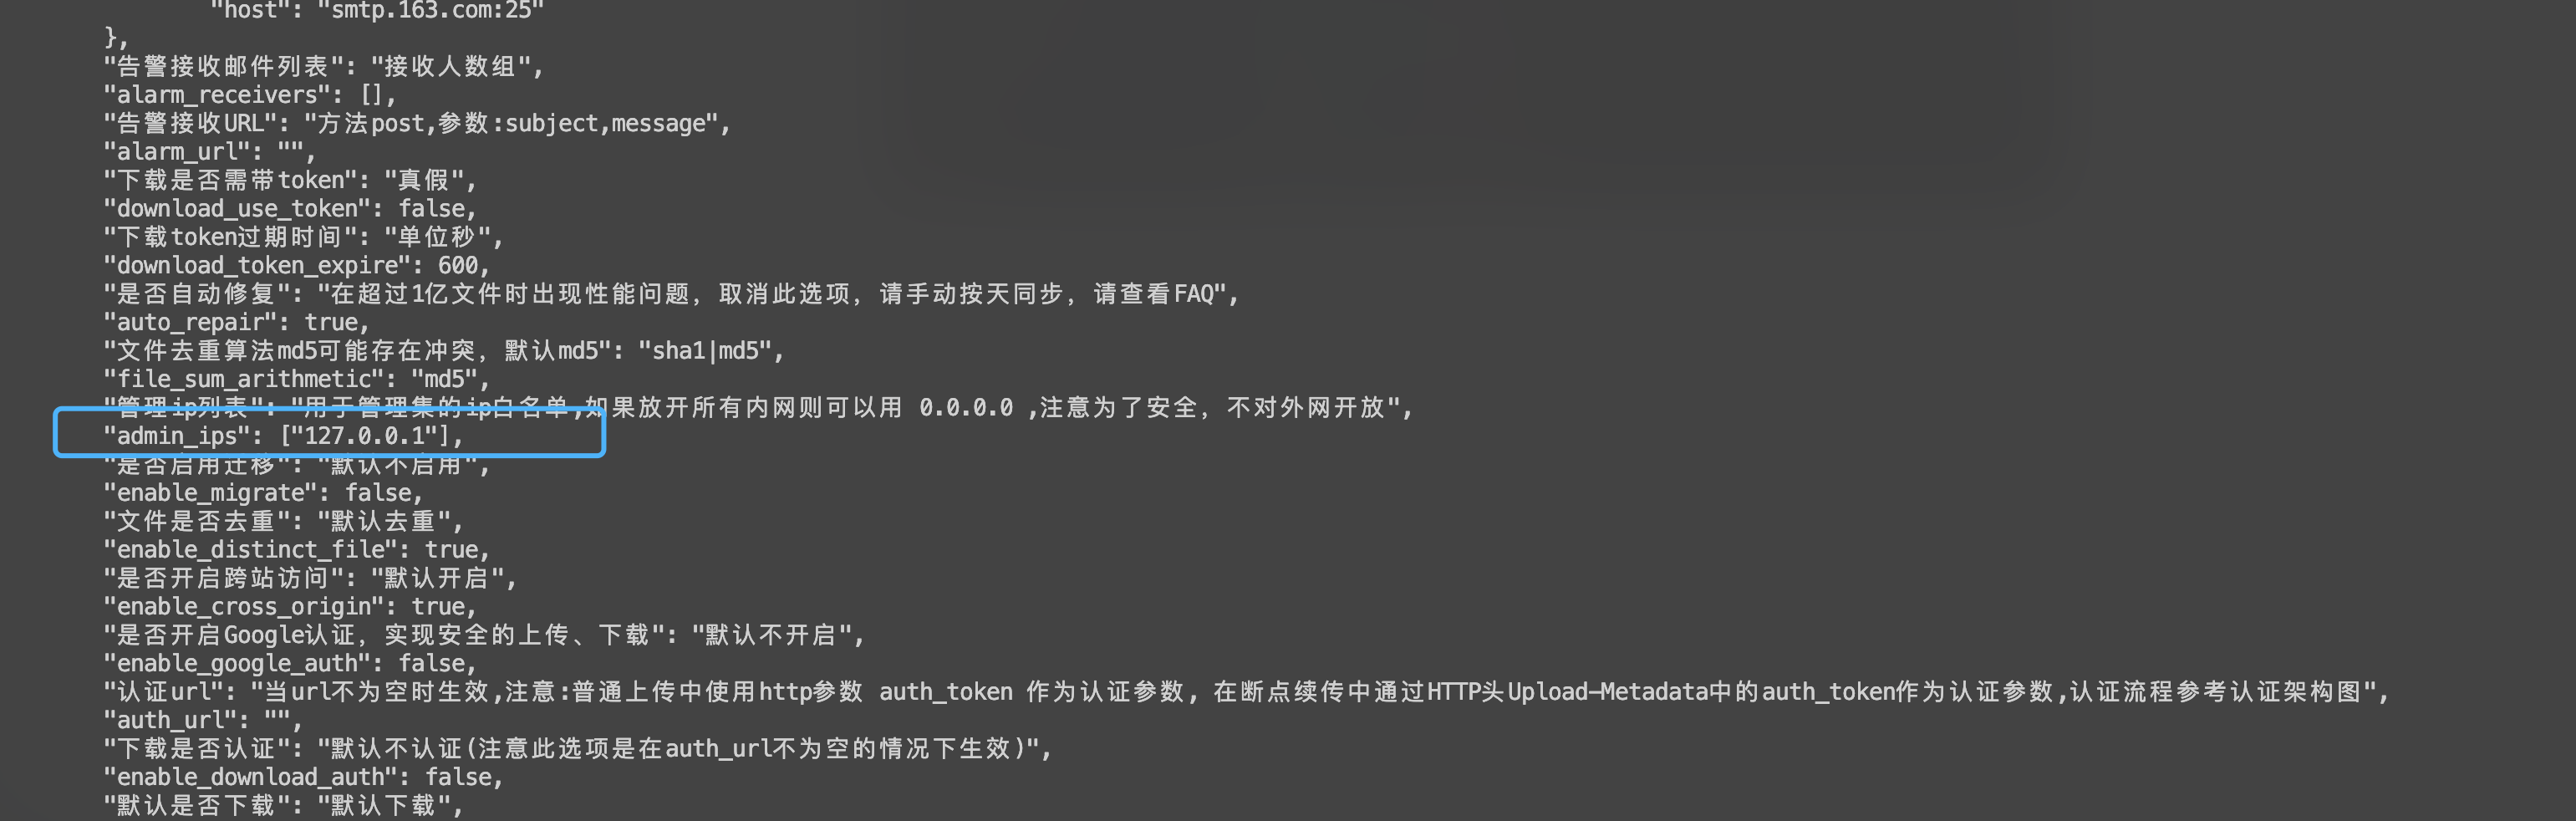 "host": "smtp.163.com:25"
},
"告警接收邮件列表": "接收人数组",
"alarm_receivers": [],
"告警接收URL": "方法post,参数:subject,message",
"alarm_url": "",
"下载是否需带token": "真假",
"download_use_token": false,
"下载token过期时间": "单位秒",
"download_token_expire": 600,
"是否自动修复": "在超过1亿文件时出现性能问题，取消此选项，请手动按天同步，请查看FAQ",
"auto_repair": true,
"文件去重算法md5可能存在冲突，默认md5": "sha1|md5",
"file_sum_arithmetic": "md5",
"管理ip列表": "用于管理集的ip白名单,如果放开所有内网则可以用 0.0.0.0 ,注意为了安全，不对外网开放",
"admin_ips": ["127.0.0.1"],
"是否启用迁移": "默认不启用",
"enable_migrate": false,
"文件是否去重": "默认去重",
"enable_distinct_file": true,
"是否开启跨站访问": "默认开启",
"enable_cross_origin": true,
"是否开启Google认证，实现安全的上传、下载": "默认不开启",
"enable_google_auth": false,
"认证url": "当url不为空时生效,注意:普通上传中使用http参数 auth_token 作为认证参数, 在断点续传中通过HTTP头Upload-Metadata中的auth_token作为认证参数,认证流程参考认证架构图",
"auth_url": "",
"下载是否认证": "默认不认证(注意此选项是在auth_url不为空的情况下生效)",
"enable_download_auth": false,
"默认是否下载": "默认下载",